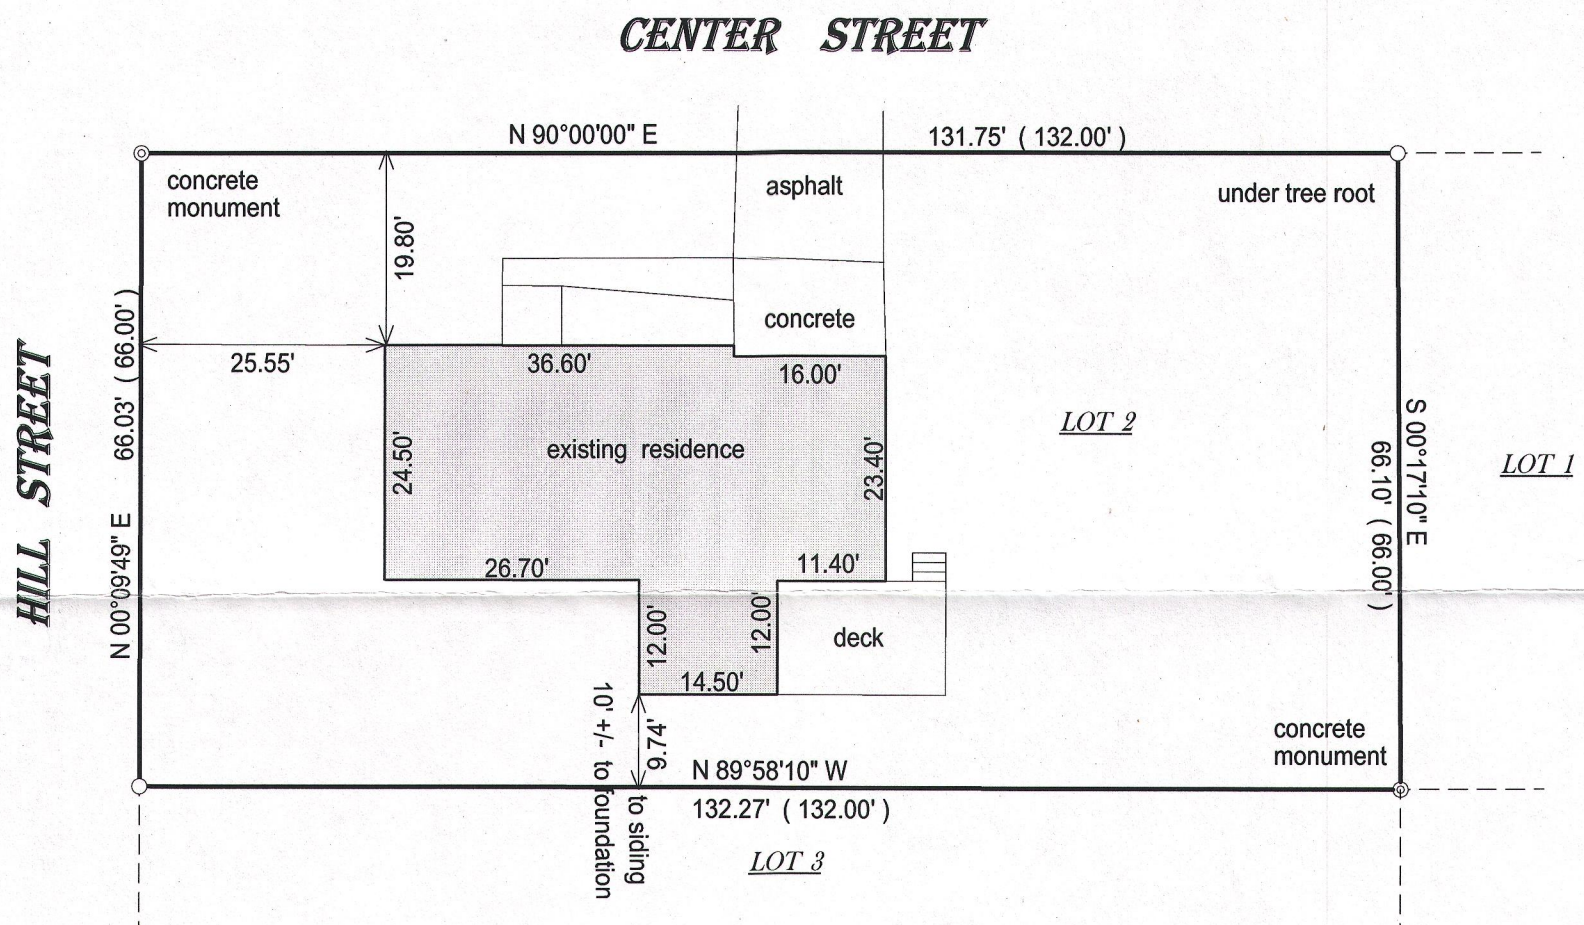 CENTER STREET
N 90°00'00" E
131.75' ( 132.00' )
concrete
monument
asphalt
under tree root
19.80'
concrete
25.55'
36.60'
16.00'
HILL STREET
N 00°09'49" E 66.03' ( 66.00' )
LOT 2
S 00°17'10" E
66.10' ( 66.00' )
LOT 1
existing residence
24.50'
23.40'
26.70'
11.40'
12.00'
12.00'
deck
14.50'
10' +/- to foundation
9.74'
to siding
concrete
monument
N 89°58'10" W
132.27' ( 132.00' )
LOT 3